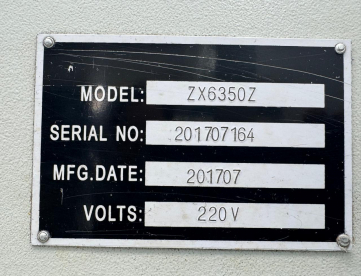 MODEL: ZX6350Z
SERIAL NO: 201707164
MFG.DATE: 201707
VOLTS: 220V